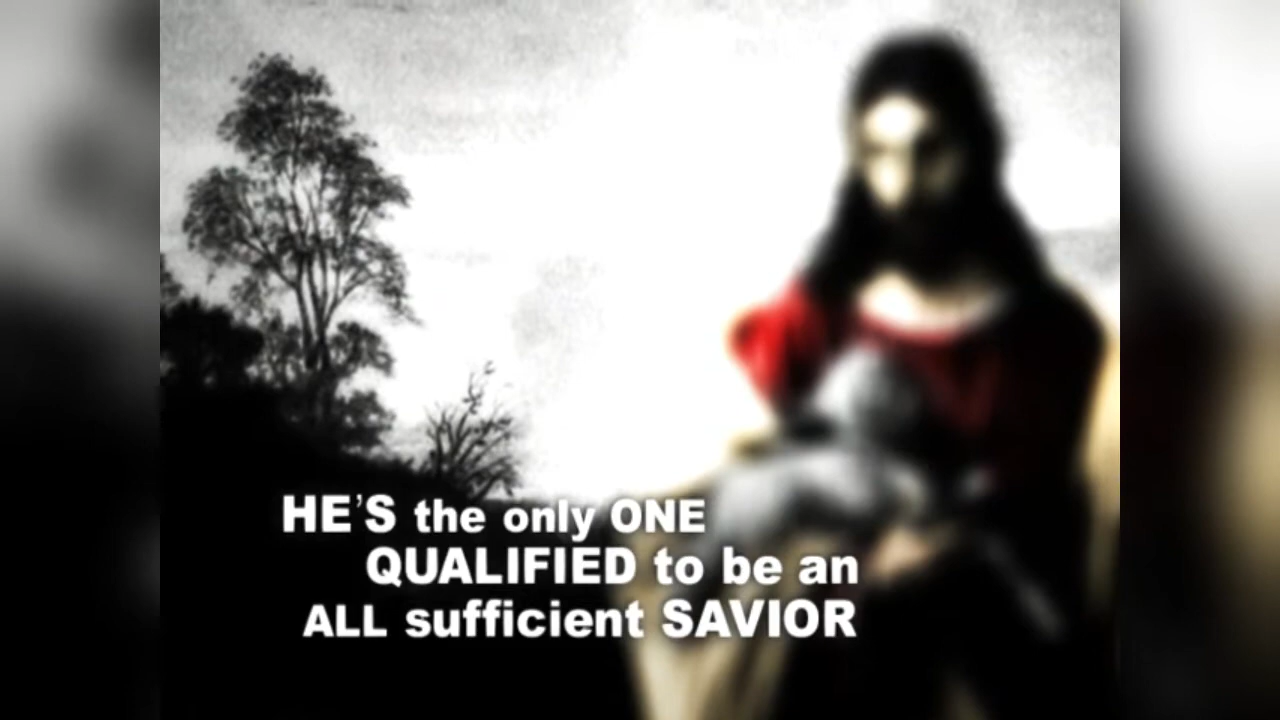 HE'S the only ONE
QUALIFIED to be an
ALL sufficient SAVIOR